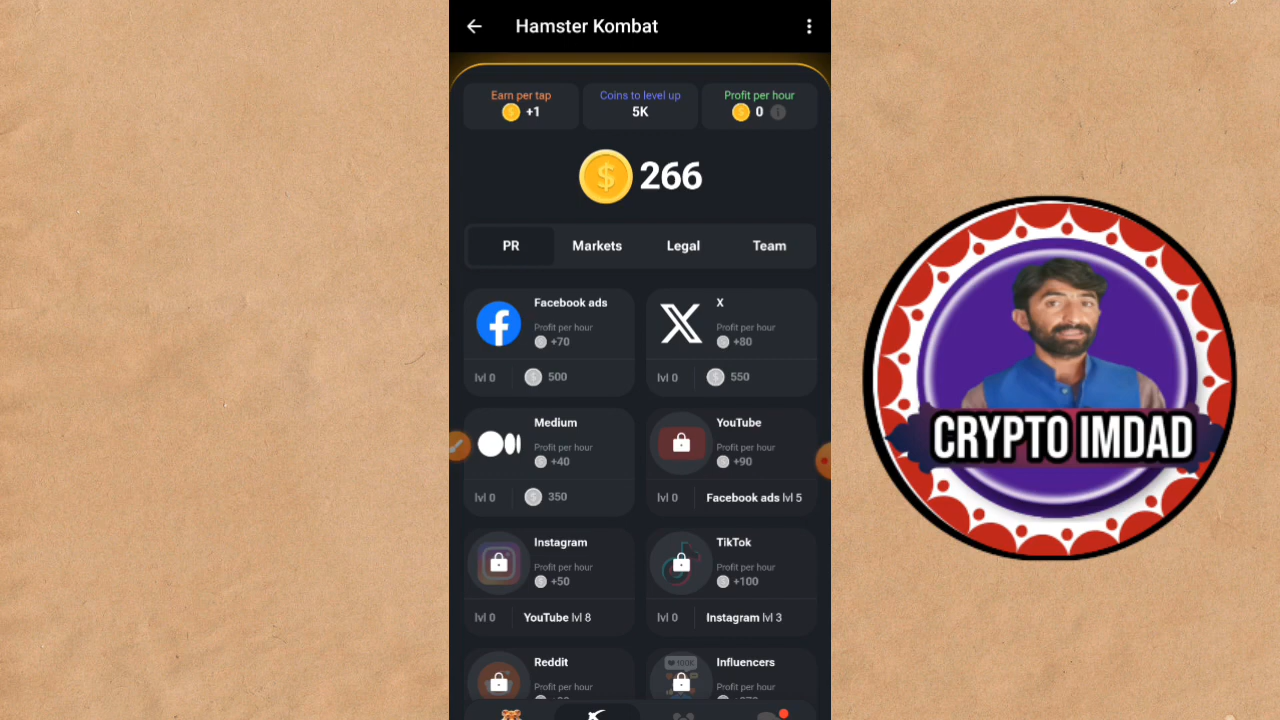 Hamster Kombat
Earn per tap
+1
Coins to level up
5K
Profit per hour
0
266
PR Markets Legal Team
Facebook ads
Profit per hour
+70
lvl 0 500
X
Profit per hour
+80
lvl 0 550
Medium
Profit per hour
+40
lvl 0 350
YouTube
Profit per hour
+90
lvl 0 Facebook ads lvl 5
Instagram
Profit per hour
+50
lvl 0 YouTube lvl 8
TikTok
Profit per hour
+100
lvl 0 Instagram lvl 3
Reddit
Profit per hour
Influencers
Profit per hour
CRYPTO IMDAD